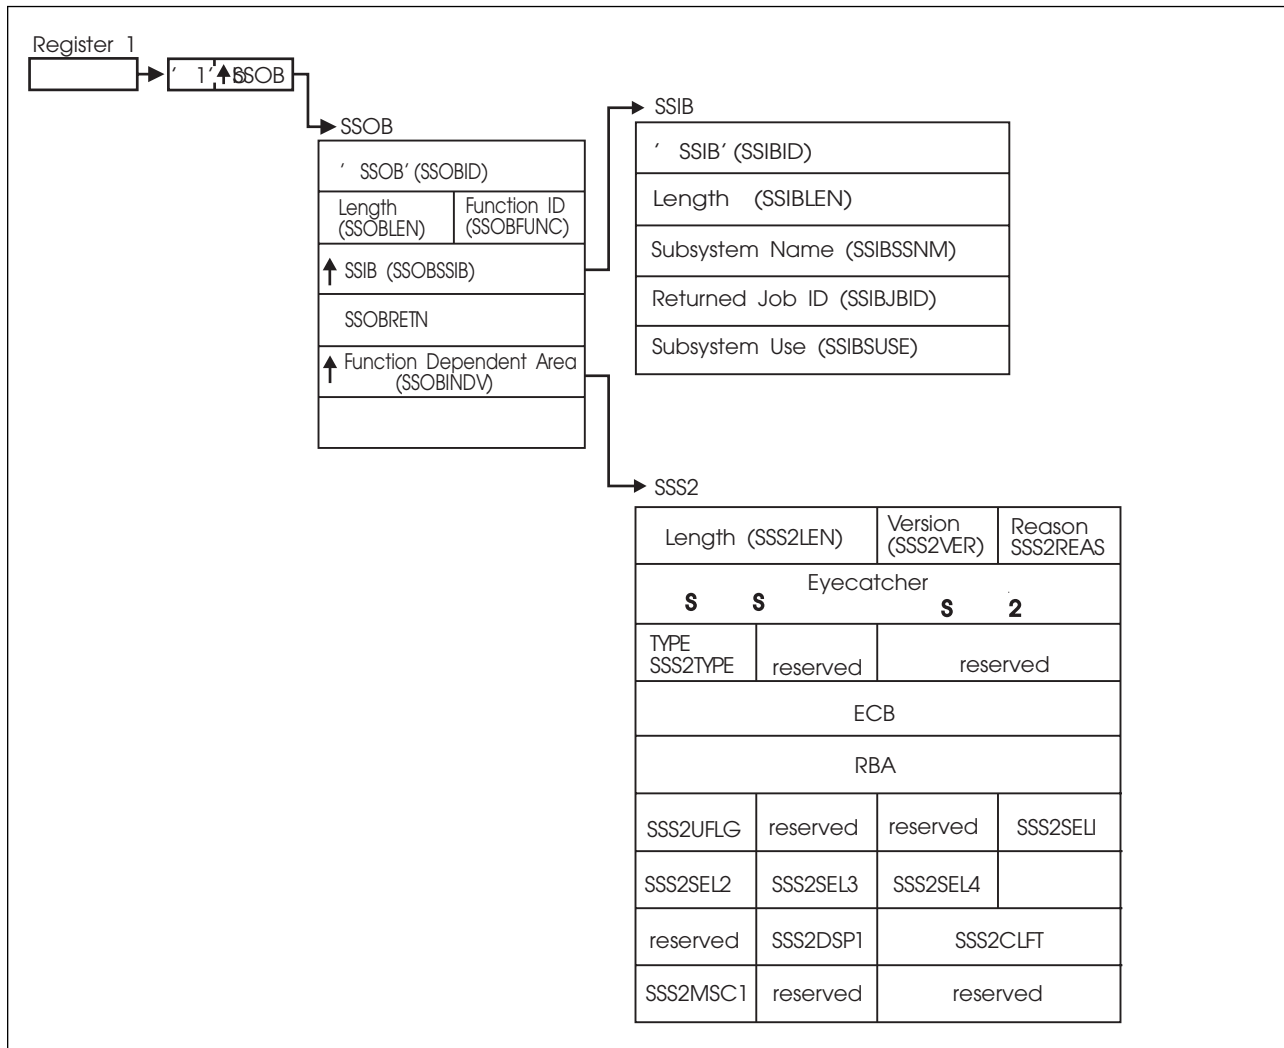 Register 1
' 1' SSOB
SSOB
' SSOB' (SSOBID)
Length
(SSOBLEN)
Function ID
(SSOBFUNC)
SSIB (SSOBSSIB)
SSOBRETN
Function Dependent Area
(SSOBINDV)
SSIB
' SSIB' (SSIBID)
Length (SSIBLEN)
Subsystem Name (SSIBSSNM)
Returned Job ID (SSIBJBID)
Subsystem Use (SSIBSUSE)
SSS2
Length (SSS2LEN)
Version
(SSS2VER)
Reason
SSS2REAS
Eyecatcher
S S S 2
TYPE
SSS2TYPE
reserved
reserved
ECB
RBA
SSS2UFLG
reserved
reserved
SSS2SEL1
SSS2SEL2
SSS2SEL3
SSS2SEL4
reserved
SSS2DSP1
SSS2CLFT
SSS2MSC1
reserved
reserved